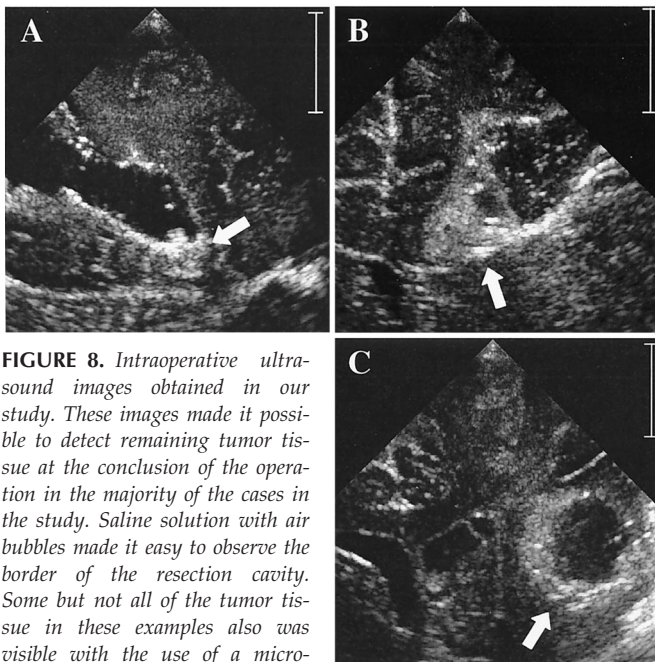 A
B
C
FIGURE 8. Intraoperative ultra-
sound images obtained in our
study. These images made it possi-
ble to detect remaining tumor tis-
sue at the conclusion of the opera-
tion in the majority of the cases in
the study. Saline solution with air
bubbles made it easy to observe the
border of the resection cavity.
Some but not all of the tumor tis-
sue in these examples also was
visible with the use of a micro-